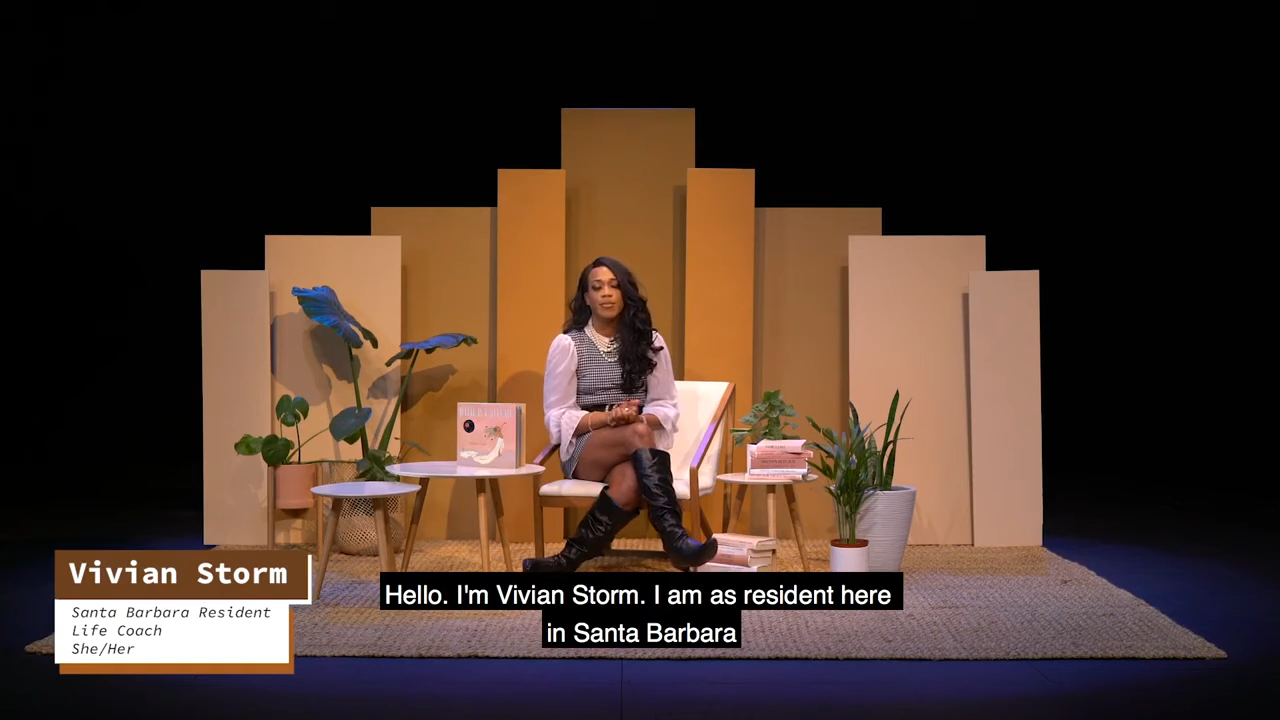 Vivian Storm
Santa Barbara Resident
Life Coach
She/Her
Hello. I'm Vivian Storm. I am as resident here
in Santa Barbara